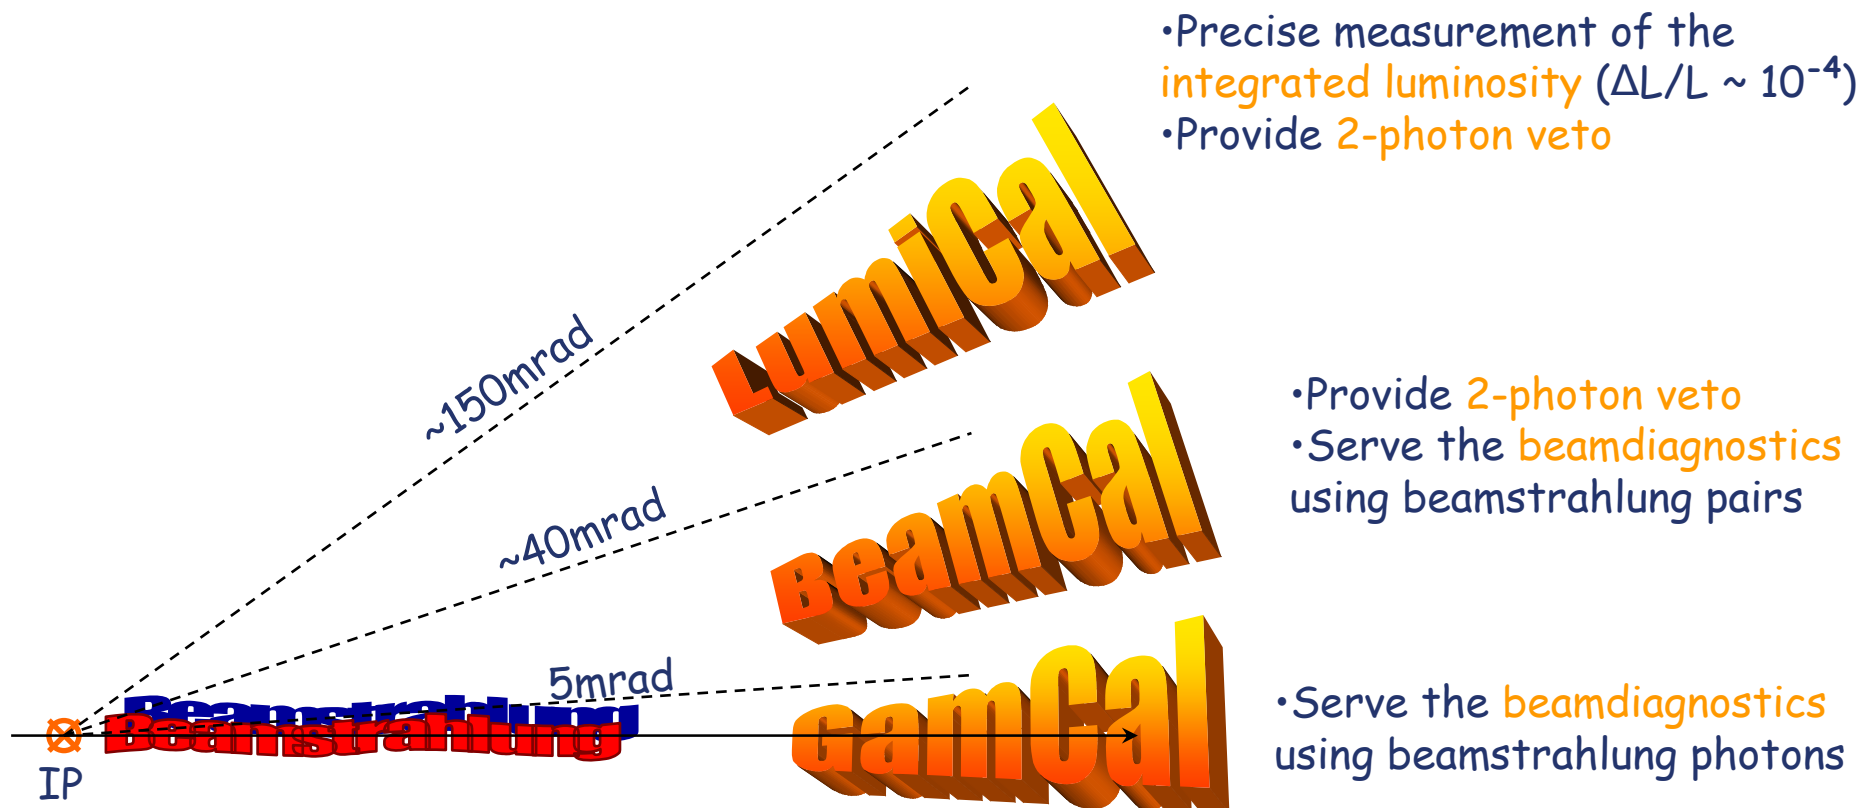 •Precise measurement of the
integrated luminosity (ΔL/L ~ 10⁻⁴)
•Provide 2-photon veto
LumiCal
~150mrad
•Provide 2-photon veto
•Serve the beamdiagnostics
using beamstrahlung pairs
BeamCal
~40mrad
5mrad
GamCal
•Serve the beamdiagnostics
using beamstrahlung photons
Beamstrahlung
Beamstrahlung
IP